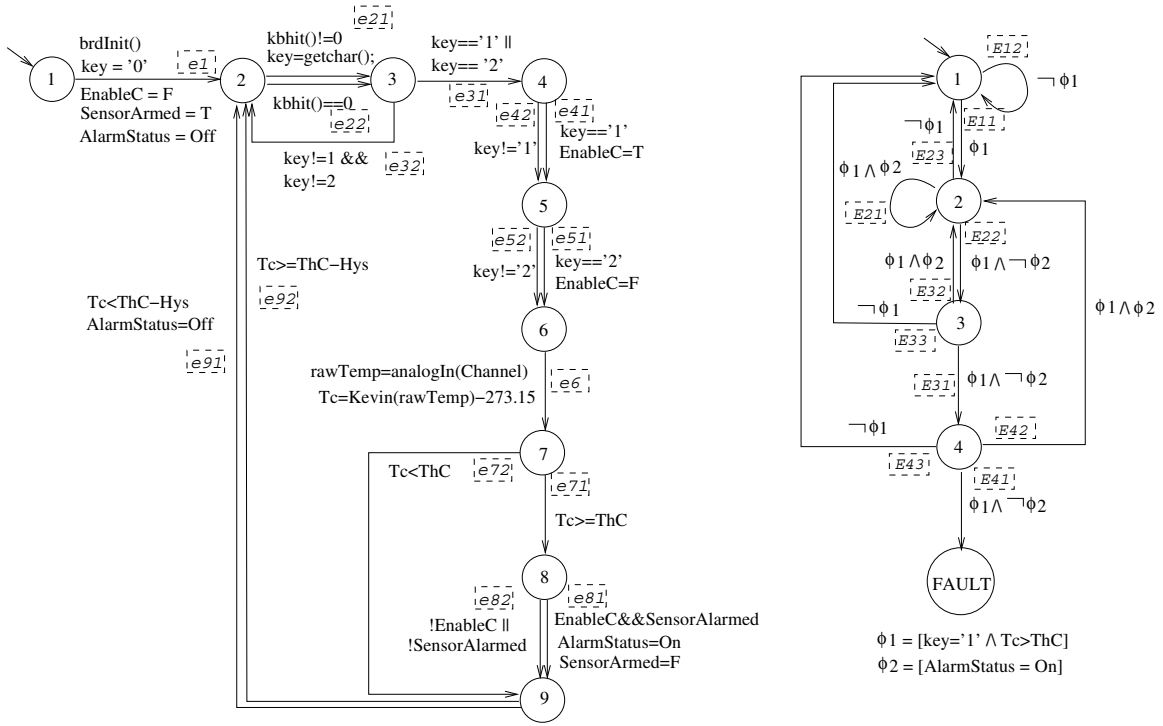 brdInit()
key = '0'
e1
1
EnableC = F
SensorArmed = T
AlarmStatus = Off
e21
kbhit()!=0
key=getchar();
2
3
kbhit()==0
e22
key!=1 &&
key!=2
e32
key=='1' ||
key== '2'
e31
4
e42
e41
key!='1'
key=='1'
EnableC=T
5
e52
e51
key!='2'
key=='2'
EnableC=F
6
Tc>=ThC−Hys
e92
Tc<ThC−Hys
AlarmStatus=Off
e91
rawTemp=analogIn(Channel)
e6
Tc=Kevin(rawTemp)−273.15
7
Tc<ThC
e72
e71
Tc>=ThC
8
e82
e81
!EnableC ||
!SensorAlarmed
EnableC&&SensorAlarmed
AlarmStatus=On
SensorArmed=F
9
E12
1
¬ϕ1
E11
¬ϕ1
ϕ1
E23
ϕ1∧ϕ2
2
E21
E22
ϕ1∧ϕ2
ϕ1∧¬ϕ2
E32
¬ϕ1
3
E33
ϕ1∧ϕ2
E31
ϕ1∧¬ϕ2
¬ϕ1
4
E42
E43
E41
ϕ1∧¬ϕ2
FAULT
ϕ1 = [key='1' ∧ Tc>ThC]
ϕ2 = [AlarmStatus = On]